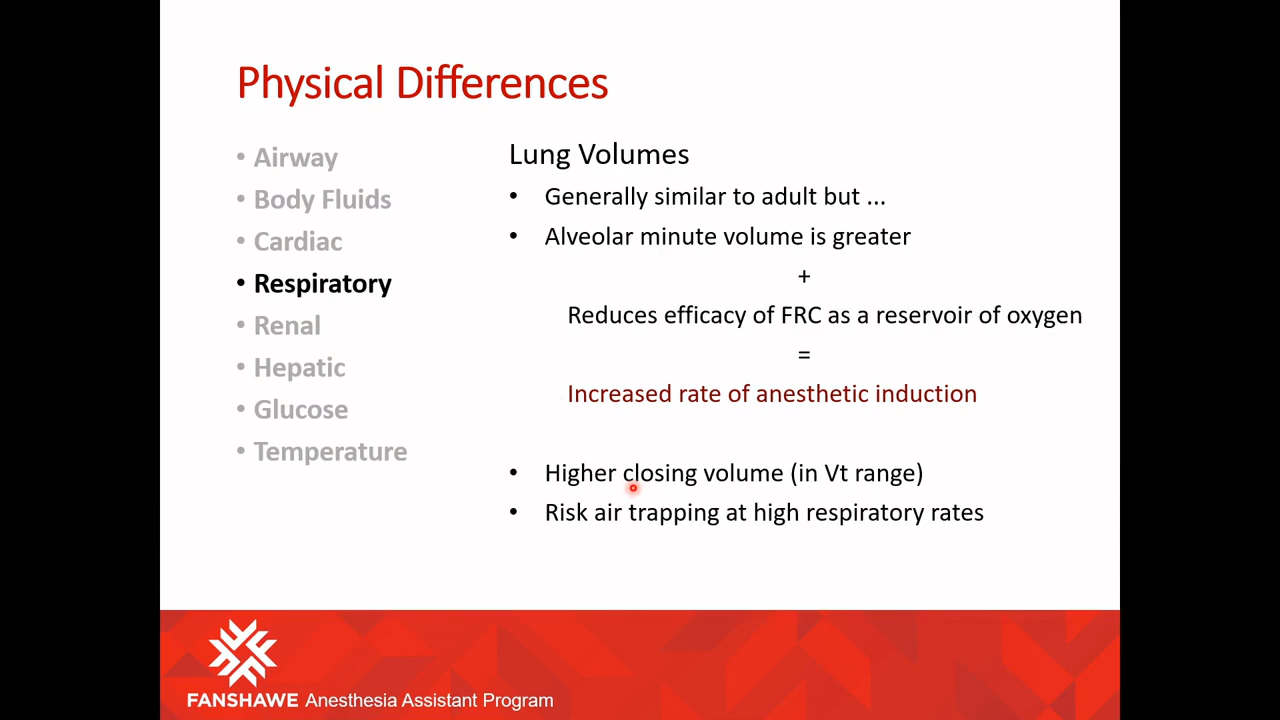 Physical Differences
• Airway
• Body Fluids
• Cardiac
• Respiratory
• Renal
• Hepatic
• Glucose
• Temperature
Lung Volumes
• Generally similar to adult but ...
• Alveolar minute volume is greater
+
Reduces efficacy of FRC as a reservoir of oxygen
=
Increased rate of anesthetic induction
• Higher closing volume (in Vt range)
• Risk air trapping at high respiratory rates
FANSHAWE Anesthesia Assistant Program